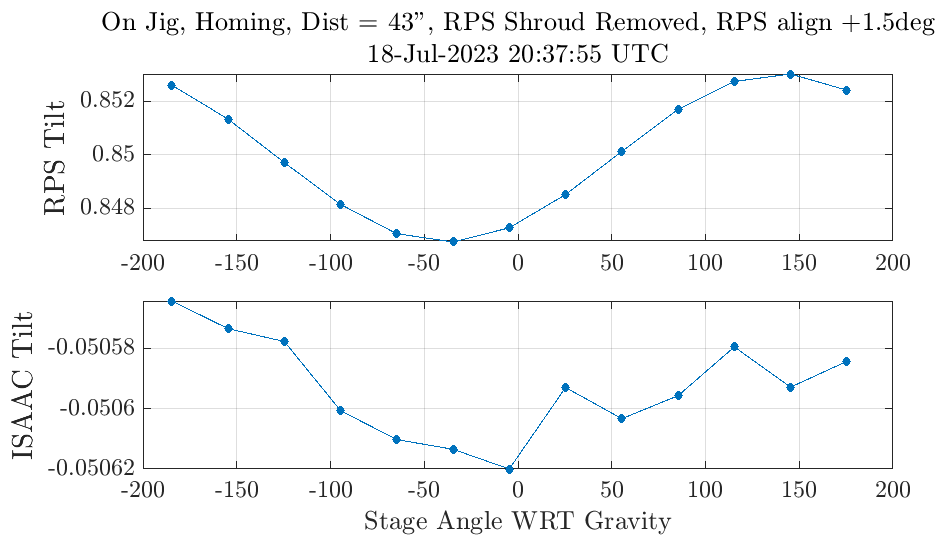 On Jig, Homing, Dist = 43”, RPS Shroud Removed, RPS align +1.5deg
18-Jul-2023 20:37:55 UTC
RPS Tilt
0.852
0.85
0.848
-200 -150 -100 -50 0 50 100 150 200
ISAAC Tilt
-0.05058
-0.0506
-0.05062
-200 -150 -100 -50 0 50 100 150 200
Stage Angle WRT Gravity